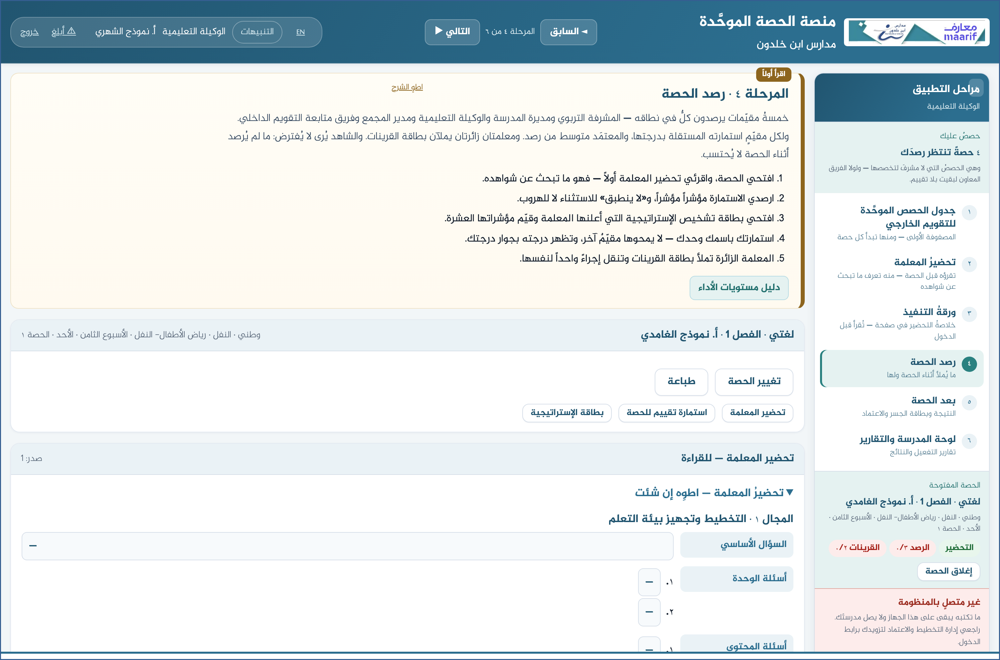 معارف
maarif
مدارس
ابن خلدون
منصة الحصة الموحَّدة
مدارس ابن خلدون
◄ السابق
المرحلة ٤ من ٦
التالي ►
EN
التنبيهات
الوكيلة التعليمية
أ. نموذج الشهري
⚠ أبلغ
خروج
مراحل التطبيق
الوكيلة التعليمية
حصصٌ عليك
٤ حصةً تنتظر رصدَك
وهي الحصصُ التي لا مشرفَ لتخصصها — ولولا الفريق
المعاون لبقيت بلا تقييم.
١
جدول الحصص الموحَّدة
للتقويم الخارجي
المصفوفة الأولى — ومنها تبدأ كل حصة
٢
تحضيرُ المعلمة
تقرؤه قبل الحصة — منه تعرف ما تبحث
عن شواهده
٣
ورقةُ التنفيذ
خلاصةُ التحضير في صفحة — تُقرأ قبل
الدخول
٤
رصد الحصة
ما يُملأ أثناء الحصة ولها
٥
بعد الحصة
النتيجة وبطاقة الجسر والاعتماد
٦
لوحة المدرسة والتقارير
تقارير التفعيل والنتائج
الحصة المفتوحة
لغتي · الفصل 1 · أ. نموذج الغامدي
وطني · النفل · رياض الأطفال- النفل · الأسبوع الثامن ·
الأحد · الحصة ١
التحضير
الرصد ٠/٣
القرينات ٠/٢
إغلاق الحصة
غير متصلٍ بالمنظومة
ما تكتبه يبقى على هذا الجهاز ولا يصل مدرستَك.
راجعي إدارة التخطيط والاعتماد لتزويدك برابط
الدخول.
اقرأ أولاً
المرحلة ٤ · رصد الحصة
اطوِ الشرح
خمسةُ مقيّمات يرصدون كلٌّ في نطاقه — المشرفة التربوي ومديرة المدرسة والوكيلة التعليمية ومدير المجمع وفريق متابعة التقويم الداخلي.
ولكل مقيّمٍ استمارته المستقلة بدرجتها، والمعتمَد متوسط من رصد. ومعلمتان زائرتان يملآن بطاقة القرينات. والشاهد يُرى لا يُفترض: ما لم يُرصد
أثناء الحصة لا يُحتسب.
1. افتحي الحصة، واقرئي تحضير المعلمة أولاً — فهو ما تبحث عن شواهده.
2. ارصدي الاستمارة مؤشراً مؤشراً، و«لا ينطبق» للاستثناء لا للهروب.
3. افتحي بطاقة تشخيص الإستراتيجية التي أعلنها المعلمة وقيّم مؤشراتها العشرة.
4. استمارتك باسمك وحدك — لا يمحوها مقيّمٌ آخر، وتظهر درجته بجوار درجتك.
5. المعلمة الزائرة تملأ بطاقة القرينات وتنقل إجراءً واحداً لنفسها.
دليل مستويات الأداء
لغتي · الفصل 1 · أ. نموذج الغامدي
وطني · النفل · رياض الأطفال- النفل · الأسبوع الثامن · الأحد · الحصة ١
تغيير الحصة
طباعة
تحضير المعلمة
استمارة تقييم للحصة
بطاقة الإستراتيجية
تحضير المعلمة — للقراءة
صدر: 1
▼ تحضيرُ المعلمة — اطوِه إن شئت
المجال ١ · التخطيط وتجهيز بيئة التعلم
السؤال الأساسي
—
أسئلة الوحدة
١. —
٢. —
أسئلة المحتوى
١. —